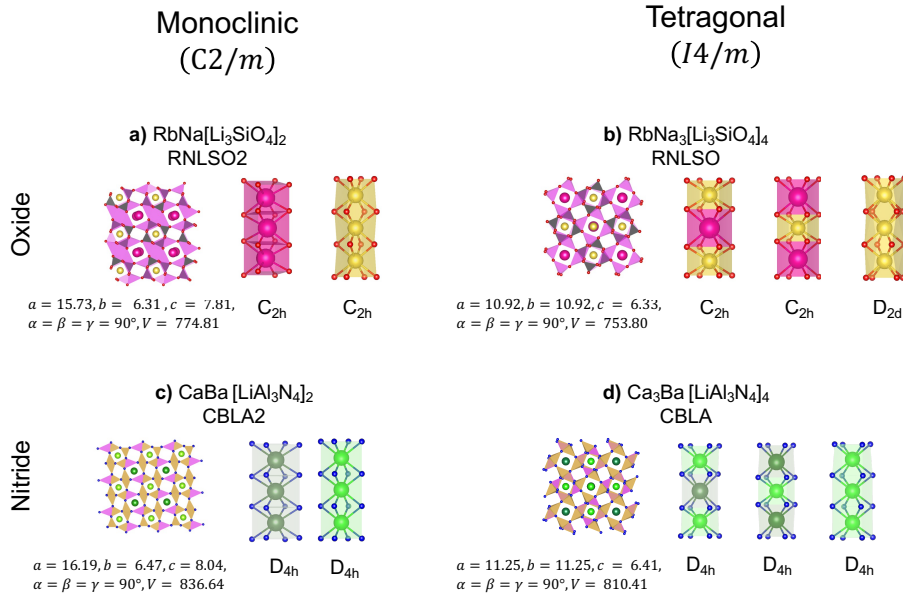 Monoclinic
(C2/m)
Tetragonal
(I4/m)
Oxide
a) RbNa[Li₃SiO₄]₂
RNLSO2
C₂ₕ
C₂ₕ
a = 15.73, b = 6.31 , c = 7.81,
α = β = γ = 90°, V = 774.81
b) RbNa₃[Li₃SiO₄]₄
RNLSO
C₂ₕ
C₂ₕ
D₂d
a = 10.92, b = 10.92, c = 6.33,
α = β = γ = 90°, V = 753.80
Nitride
c) CaBa [LiAl₃N₄]₂
CBLA2
D₄ₕ
D₄ₕ
a = 16.19, b = 6.47, c = 8.04,
α = β = γ = 90°, V = 836.64
d) Ca₃Ba [LiAl₃N₄]₄
CBLA
D₄ₕ
D₄ₕ
D₄ₕ
a = 11.25, b = 11.25, c = 6.41,
α = β = γ = 90°, V = 810.41